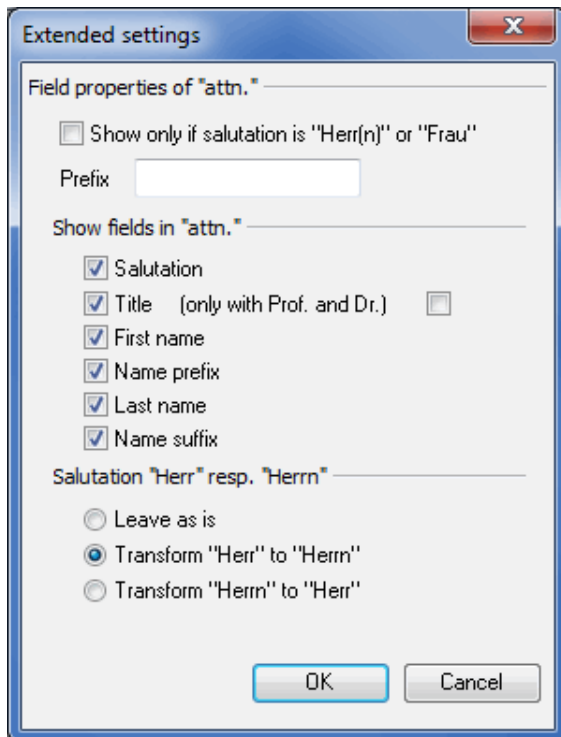 Extended settings
Field properties of "attn."
Show only if salutation is "Herr(n)" or "Frau"
Prefix
Show fields in "attn."
Salutation
Title (only with Prof. and Dr.)
First name
Name prefix
Last name
Name suffix
Salutation "Herr" resp. "Herrn"
Leave as is
Transform "Herr" to "Herrn"
Transform "Herrn" to "Herr"
OK Cancel